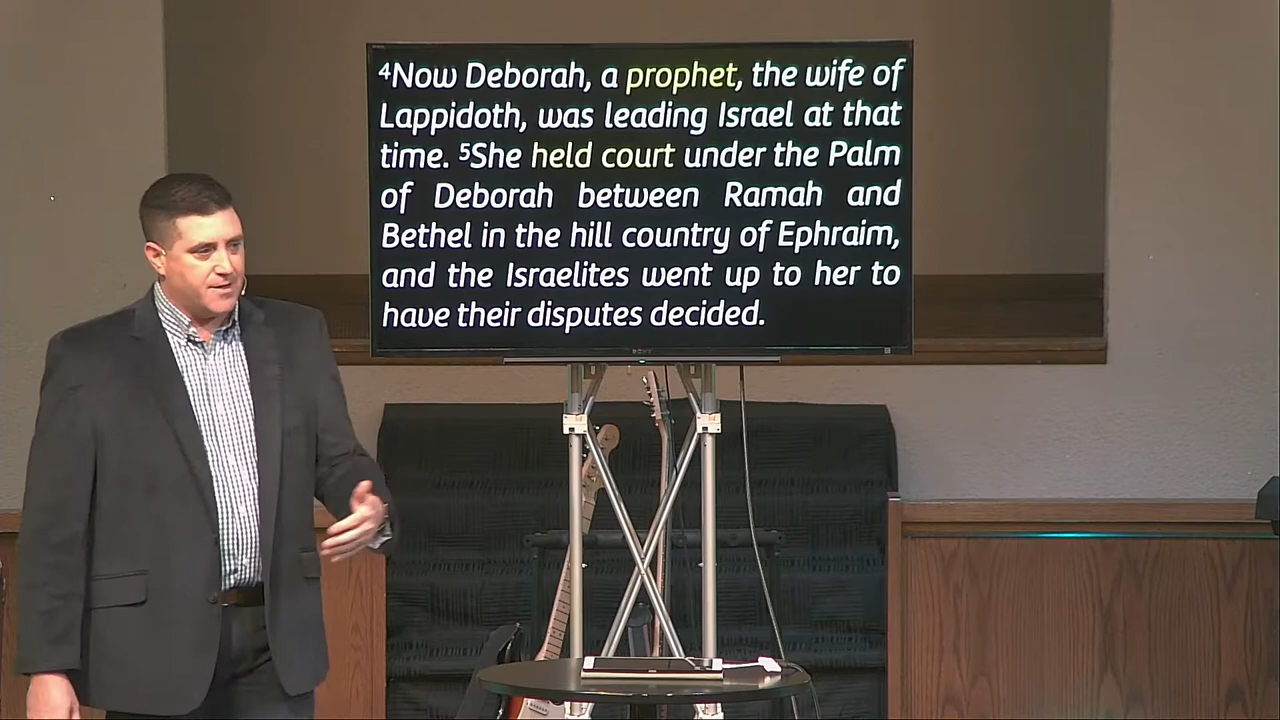 ⁴Now Deborah, a prophet, the wife of
Lappidoth, was leading Israel at that
time. ⁵She held court under the Palm
of Deborah between Ramah and
Bethel in the hill country of Ephraim,
and the Israelites went up to her to
have their disputes decided.
SONY